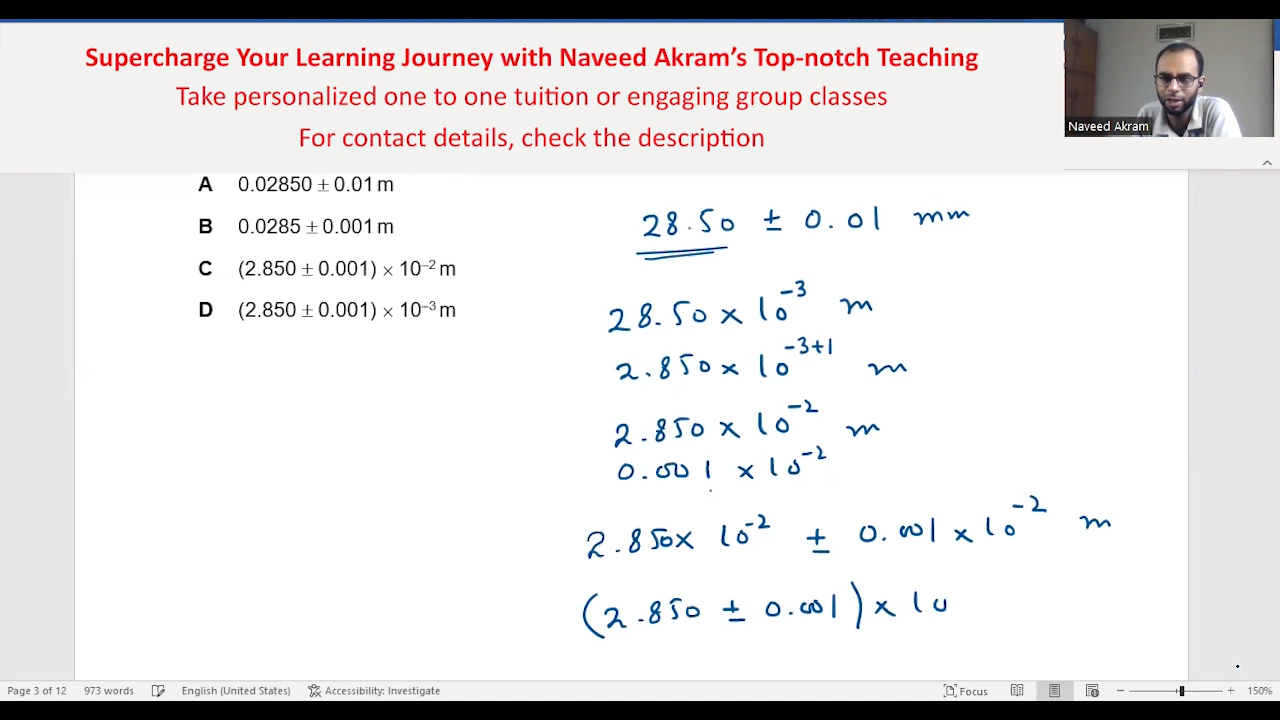 Supercharge Your Learning Journey with Naveed Akram's Top-notch Teaching
Take personalized one to one tuition or engaging group classes
For contact details, check the description
Naveed Akram
A 0.02850 ± 0.01 m
B 0.0285 ± 0.001 m
C (2.850 ± 0.001) × 10⁻² m
D (2.850 ± 0.001) × 10⁻³ m
28.50 ± 0.01 mm
28.50 × 10⁻³ m
2.850 × 10⁻³⁺¹ m
2.850 × 10⁻² m
0.001 × 10⁻²
2.850 × 10⁻² ± 0.001 × 10⁻² m
(2.850 ± 0.001) × 10
Page 3 of 12 973 words English (United States) Accessibility: Investigate Focus 150%